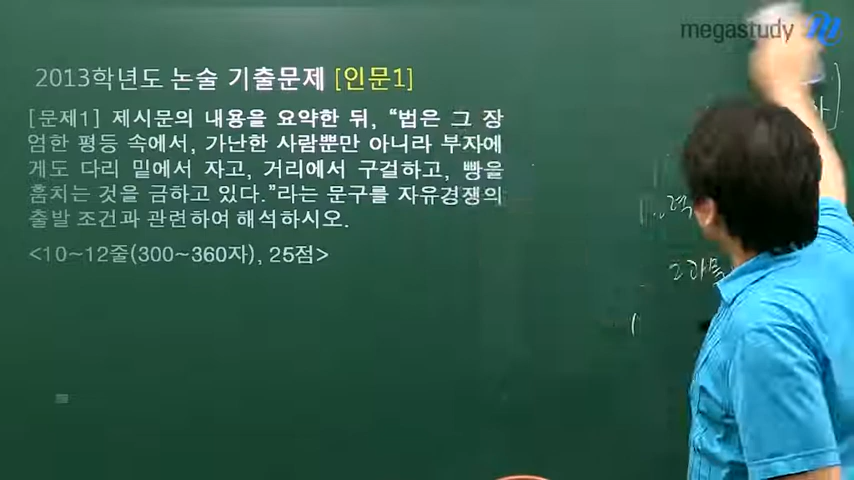 megastudy
2013학년도 논술 기출문제 [인문1]
[문제1] 제시문의 내용을 요약한 뒤, “법은 그 장
엄한 평등 속에서, 가난한 사람뿐만 아니라 부자에
게도 다리 밑에서 자고, 거리에서 구걸하고, 빵을
훔치는 것을 금하고 있다.”라는 문구를 자유경쟁의
출발 조건과 관련하여 해석하시오.
<10~12줄(300~360자), 25점>